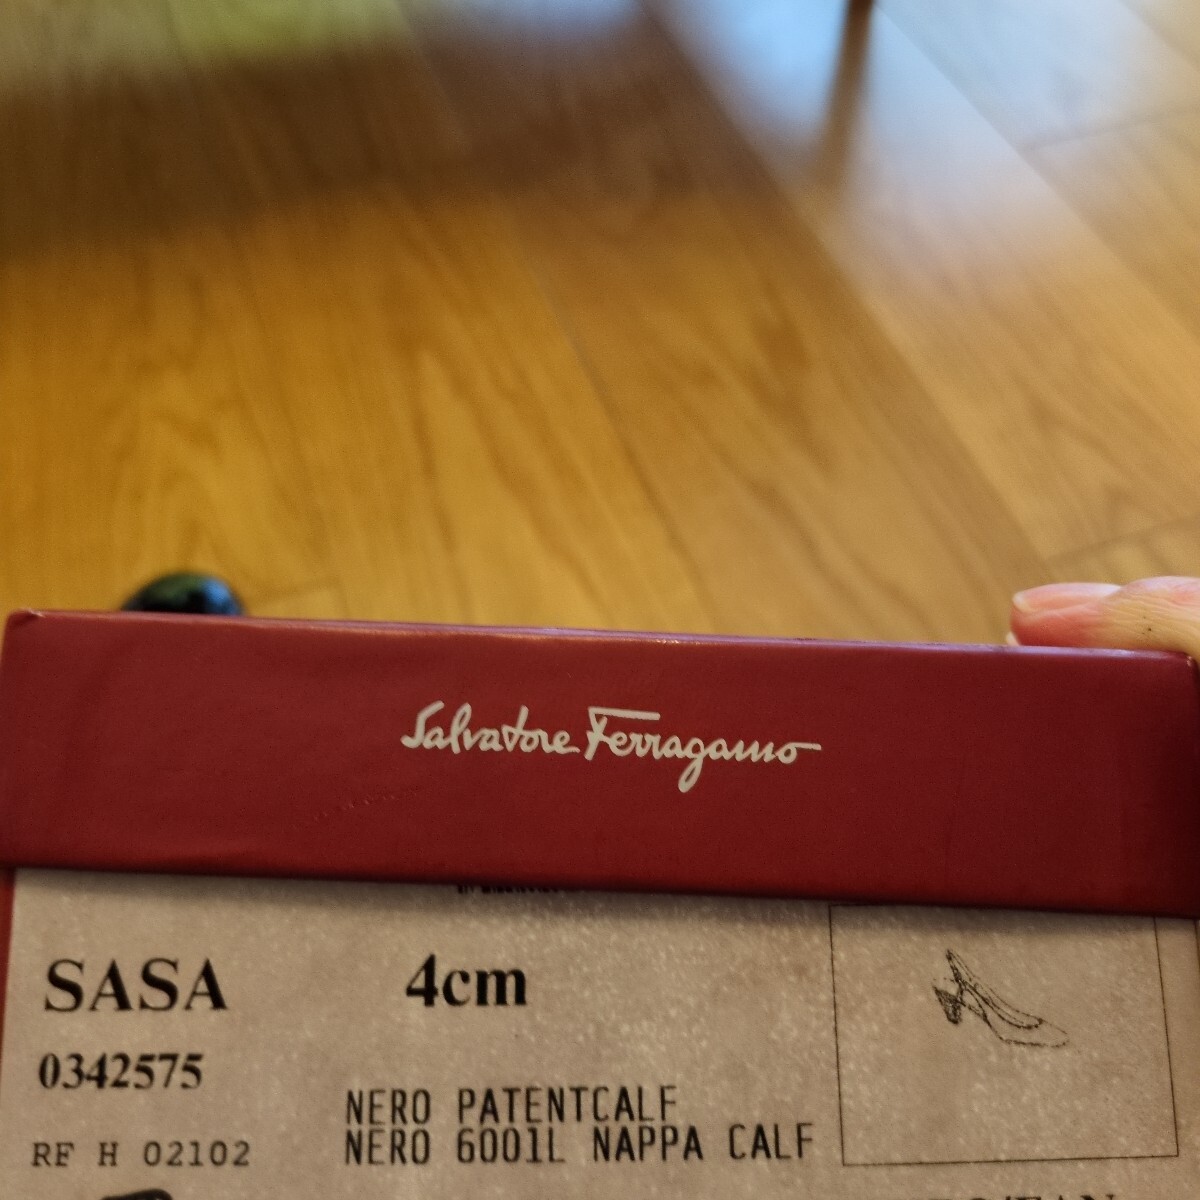 Salvatore Ferragamo
SASA 4cm
0342575
NERO PATENTCALF
RF H 02102 NERO 6001L NAPPA CALF